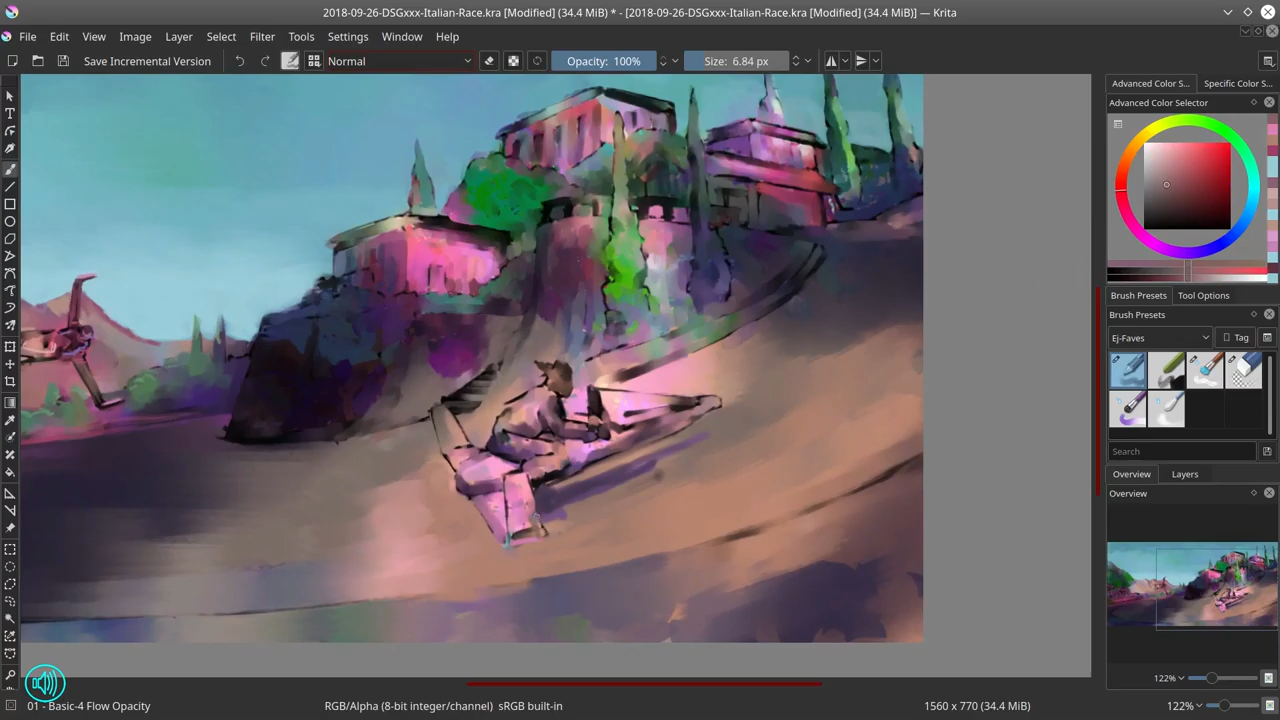 2018-09-26-DSGxxx-Italian-Race.kra [Modified] (34.4 MiB) * - [2018-09-26-DSGxxx-Italian-Race.kra [Modified] (34.4 MiB)] — Krita
File Edit View Image Layer Select Filter Tools Settings Window Help
Save Incremental Version Normal Opacity: 100% Size: 6.84 px
Advanced Color S... Specific Color S...
Advanced Color Selector
Brush Presets Tool Options
Brush Presets
Ej-Faves Tag
Search
Overview Layers
Overview
122%
01 - Basic-4 Flow Opacity RGB/Alpha (8-bit integer/channel) sRGB built-in 1560 x 770 (34.4 MiB) 122%